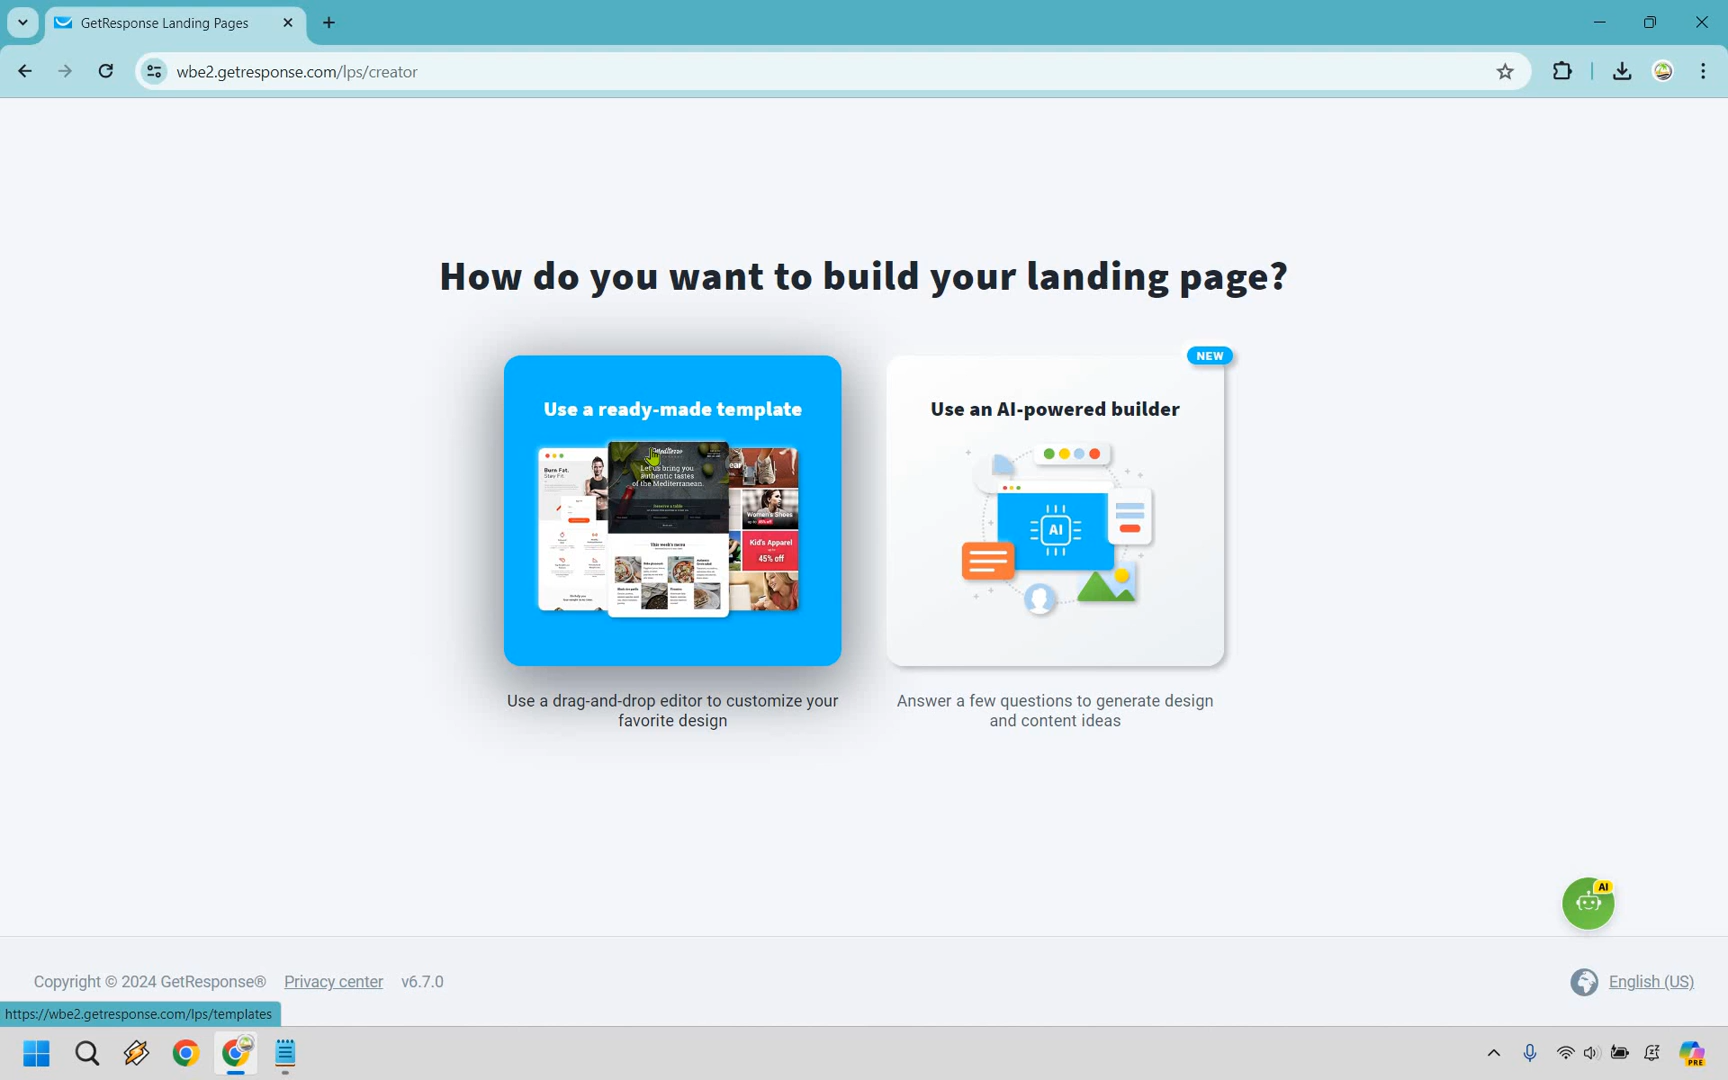 GetResponse Landing Pages
wbe2.getresponse.com/lps/creator
How do you want to build your landing page?
NEW
Use a ready-made template
Use an AI-powered builder
Burn Fat.
Stay Fit.
Let us bring you
authentic tastes
of the Mediterranean.
This week's menu
Women's Shoes
Kid's Apparel
45% off
AI
Use a drag-and-drop editor to customize your
favorite design
Answer a few questions to generate design
and content ideas
AI
Copyright © 2024 GetResponse® Privacy center v6.7.0
English (US)
https://wbe2.getresponse.com/lps/templates
PRE